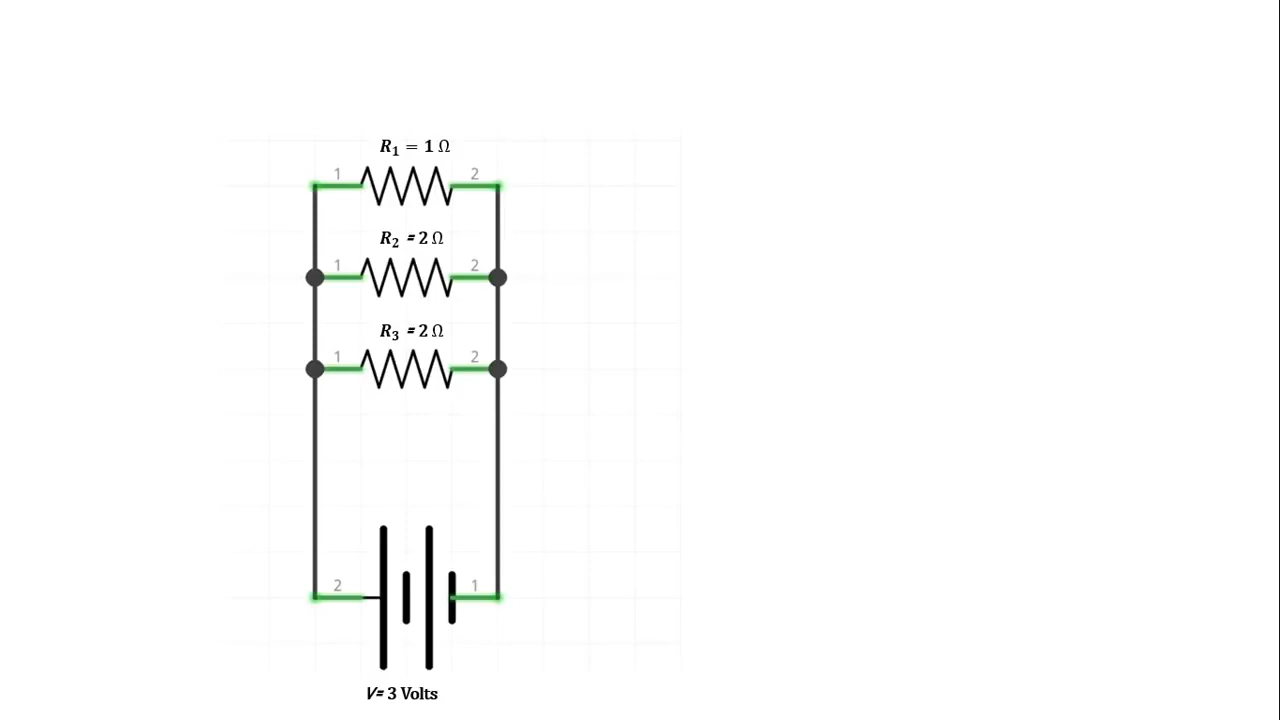 R₁ = 1 Ω
1 2
R₂ = 2 Ω
1 2
R₃ = 2 Ω
1 2
2 1
V= 3 Volts